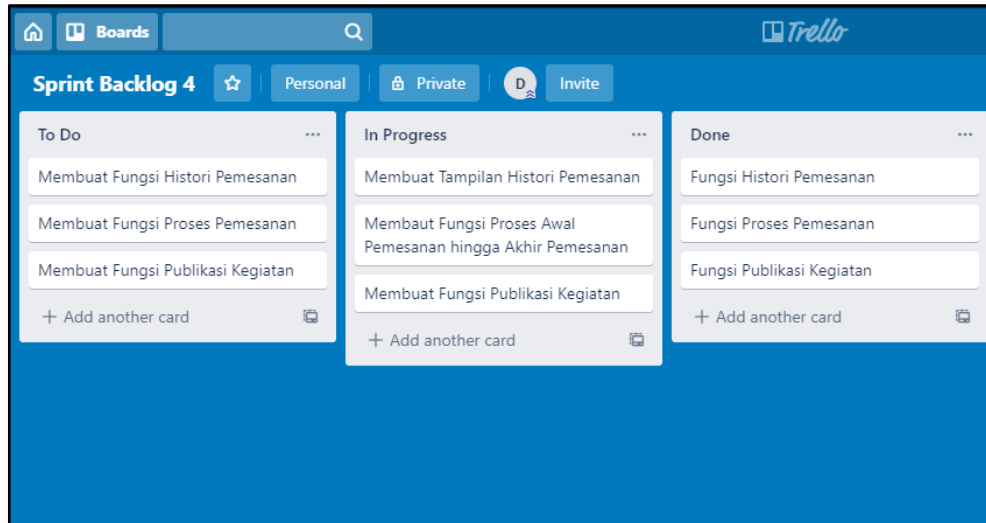 Boards
Trello
Sprint Backlog 4
Personal
Private
D
Invite
To Do
Membuat Fungsi Histori Pemesanan
Membuat Fungsi Proses Pemesanan
Membuat Fungsi Publikasi Kegiatan
+ Add another card
In Progress
Membuat Tampilan Histori Pemesanan
Membaut Fungsi Proses Awal
Pemesanan hingga Akhir Pemesanan
Membuat Fungsi Publikasi Kegiatan
+ Add another card
Done
Fungsi Histori Pemesanan
Fungsi Proses Pemesanan
Fungsi Publikasi Kegiatan
+ Add another card